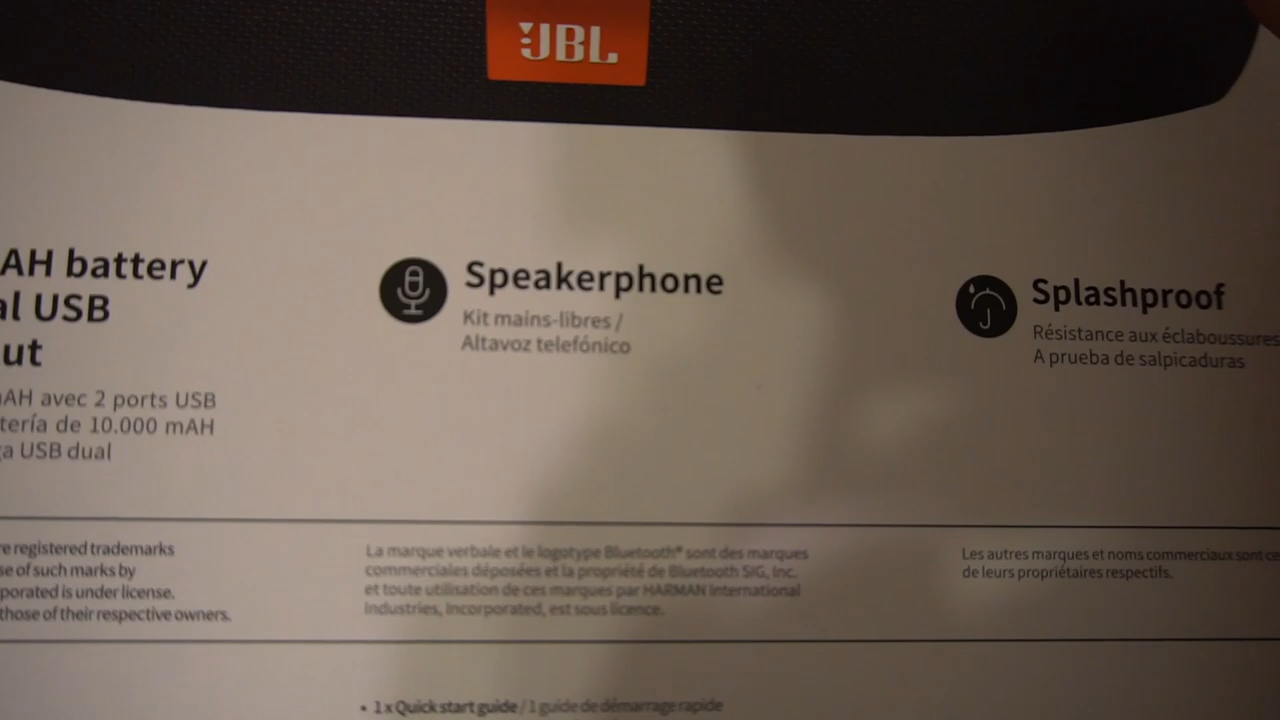 JBL
AH battery
al USB
ut
Speakerphone
Kit mains-libres /
Altavoz telefónico
Splashproof
Résistance aux éclaboussures
A prueba de salpicaduras
mAH avec 2 ports USB
tería de 10.000 mAH
ga USB dual
re registered trademarks
se of such marks by
porated is under license.
those of their respective owners.
La marque verbale et le logotype Bluetooth® sont des marques
commerciales déposées et la propriété de Bluetooth SIG, Inc.
et toute utilisation de ces marques par HARMAN International
Industries, Incorporated, est sous licence.
Les autres marques et noms commerciaux sont ce
de leurs propriétaires respectifs.
• 1 x Quick start guide / 1 guide de démarrage rapide